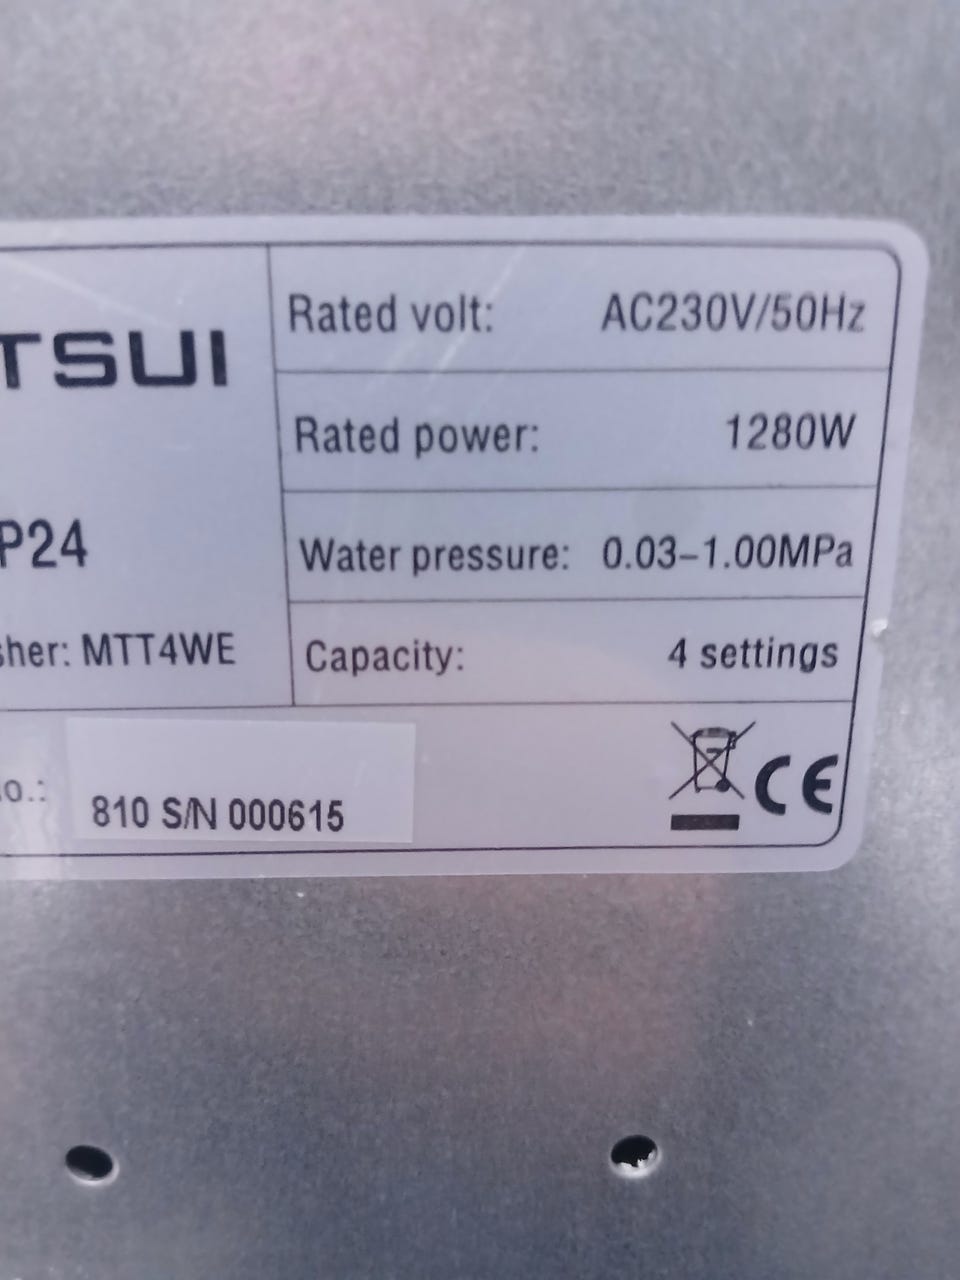 TSUI
P24
sher: MTT4WE
Rated volt: AC230V/50Hz
Rated power: 1280W
Water pressure: 0.03–1.00MPa
Capacity: 4 settings
o.:
810 S/N 000615
CE